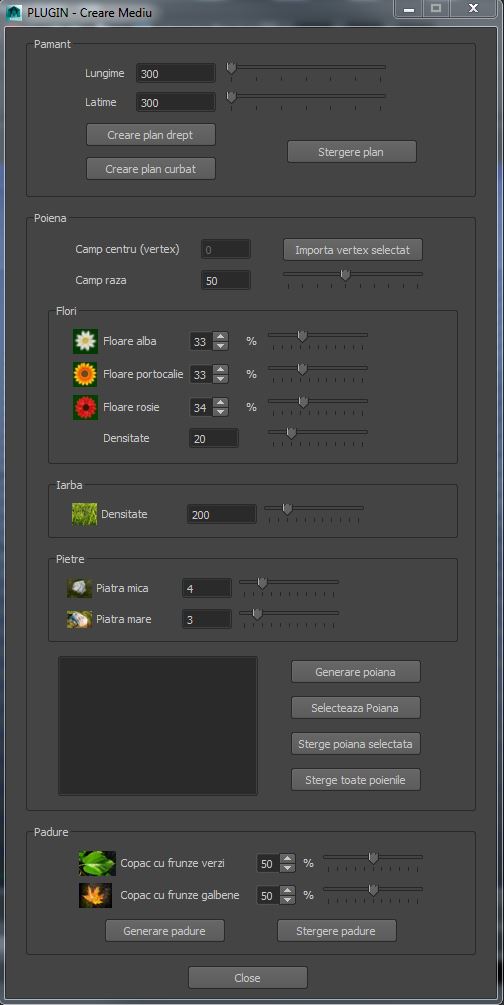 PLUGIN - Creare Mediu
Pamant
Lungime 300
Latime 300
Creare plan drept
Stergere plan
Creare plan curbat
Poiena
Camp centru (vertex) 0 Importa vertex selectat
Camp raza 50
Flori
Floare alba 33 %
Floare portocalie 33 %
Floare rosie 34 %
Densitate 20
Iarba
Densitate 200
Pietre
Piatra mica 4
Piatra mare 3
Generare poiana
Selecteaza Poiana
Sterge poiana selectata
Sterge toate poienile
Padure
Copac cu frunze verzi 50 %
Copac cu frunze galbene 50 %
Generare padure Stergere padure
Close